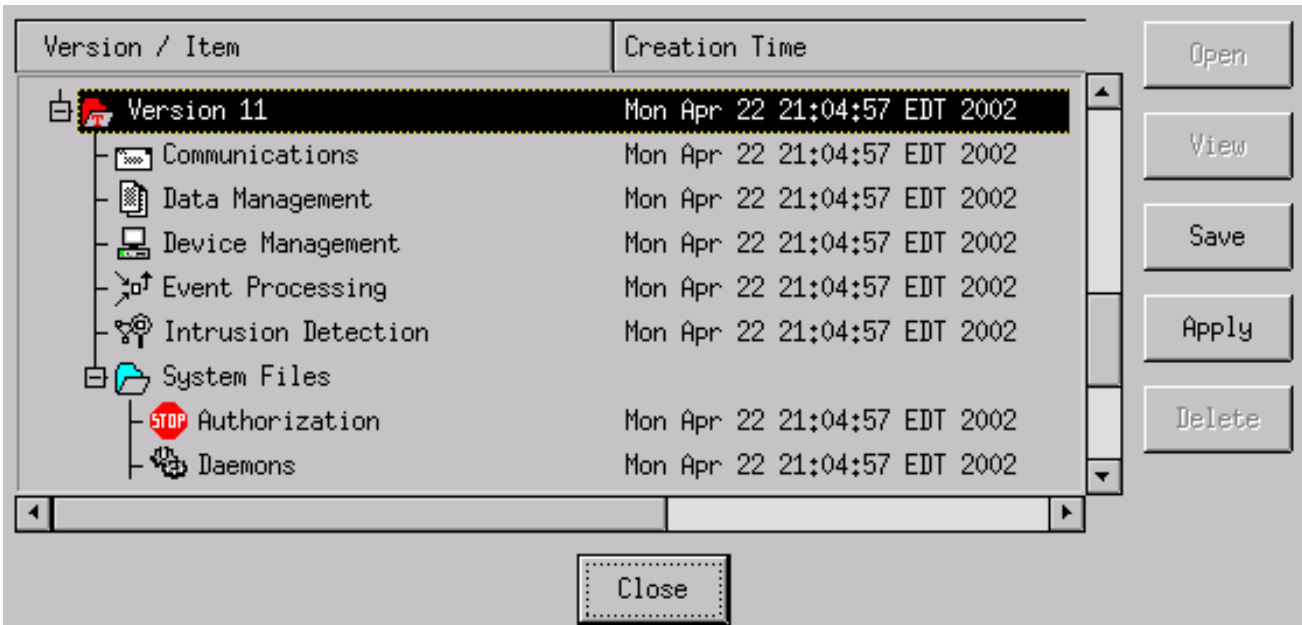 Version / Item Creation Time
Open
Version 11 Mon Apr 22 21:04:57 EDT 2002
Communications Mon Apr 22 21:04:57 EDT 2002
View
Data Management Mon Apr 22 21:04:57 EDT 2002
Device Management Mon Apr 22 21:04:57 EDT 2002
Save
Event Processing Mon Apr 22 21:04:57 EDT 2002
Intrusion Detection Mon Apr 22 21:04:57 EDT 2002
Apply
System Files
STOP Authorization Mon Apr 22 21:04:57 EDT 2002
Delete
Daemons Mon Apr 22 21:04:57 EDT 2002
Close